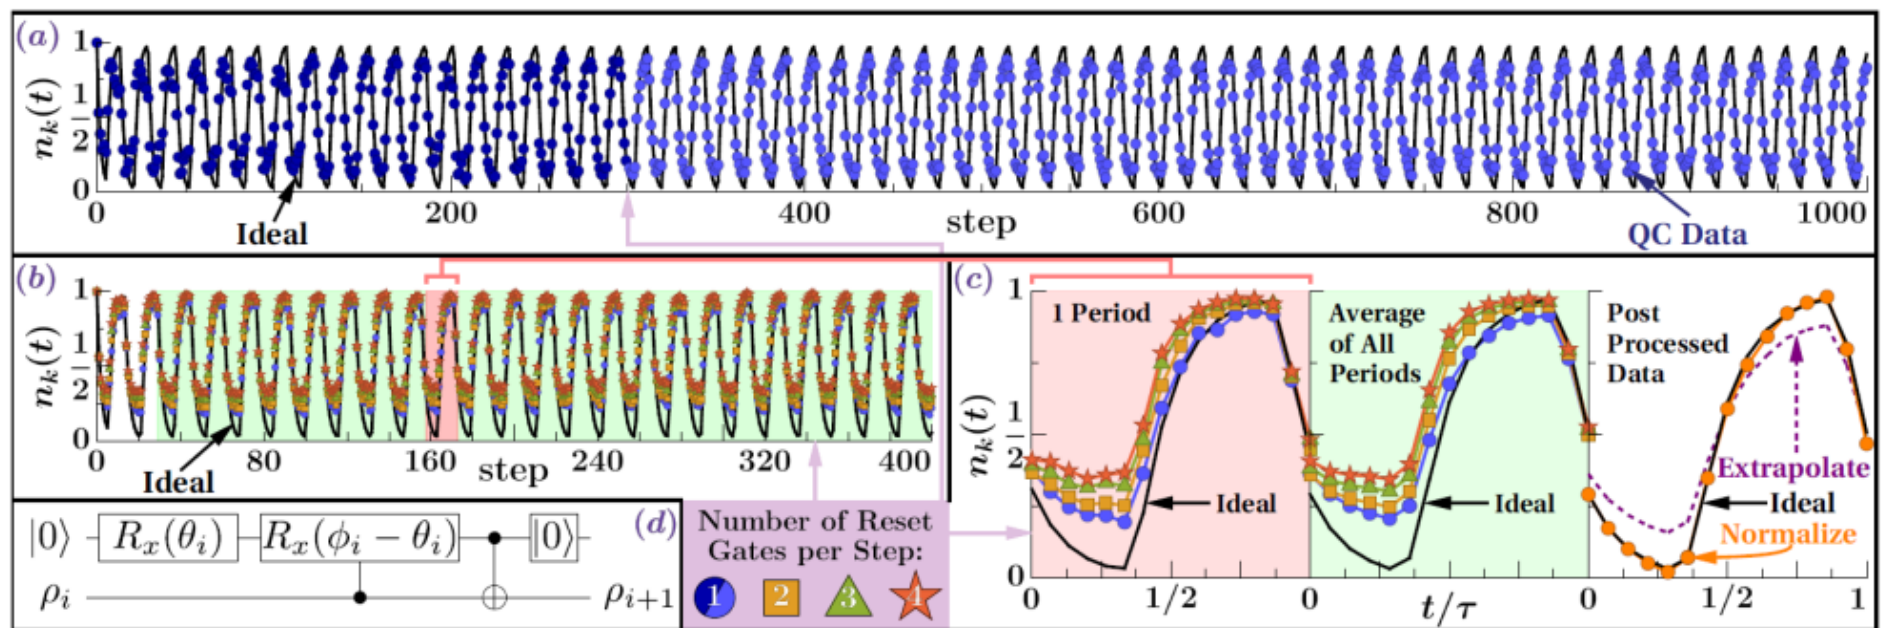 (a)
1
1
2
0
n_k(t)
0 200 400 600 800 1000
step
Ideal
QC Data
(b)
1
1
2
0
n_k(t)
0 80 160 240 320 400
step
Ideal
(c)
1
1
2
0
n_k(t)
1 Period
Average
of All
Periods
Post
Processed
Data
Ideal
Ideal
Extrapolate
Ideal
Normalize
0 1/2 0 t/τ 0 1/2 1
(d)
|0⟩ R_x(θ_i) R_x(ϕ_i − θ_i) |0⟩
ρ_i ρ_{i+1}
Number of Reset
Gates per Step:
1 2 3 4